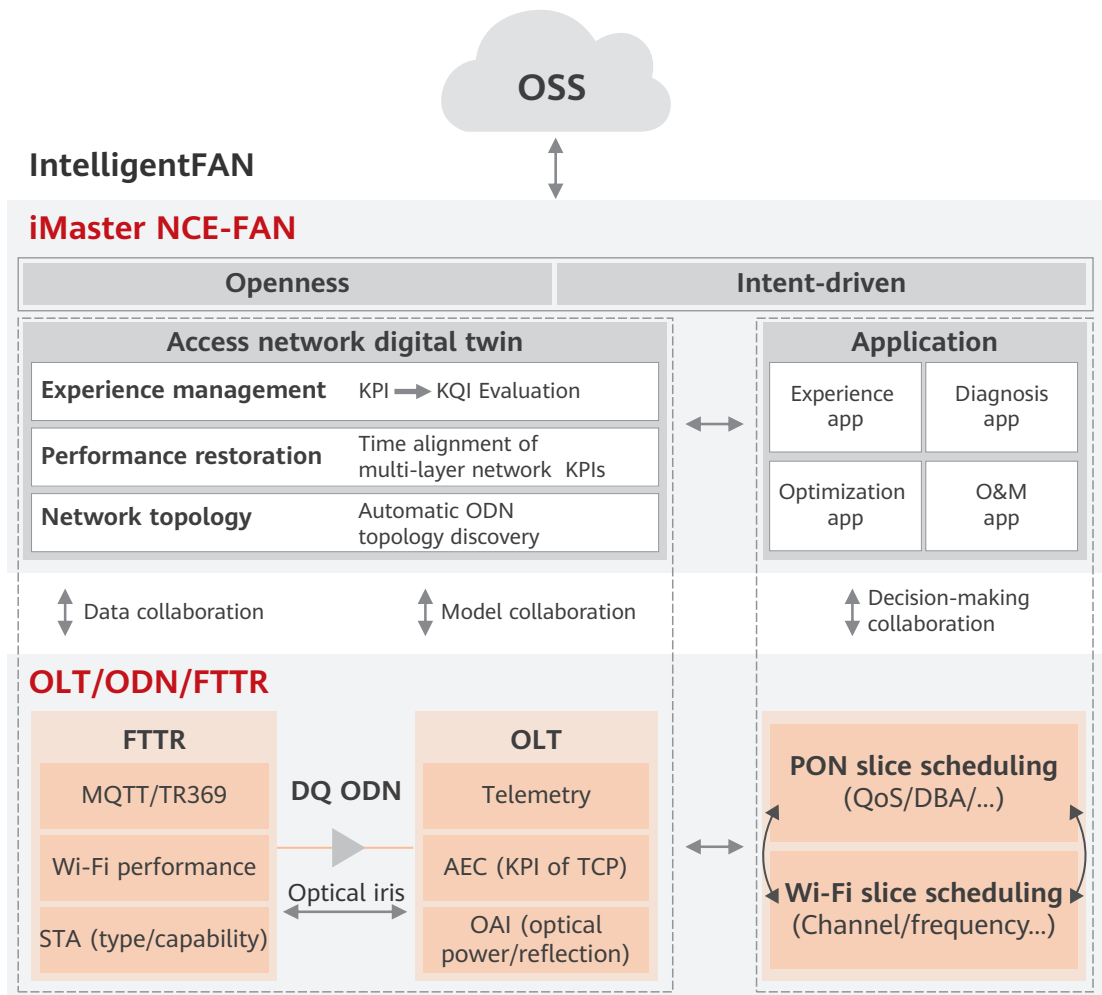 OSS
IntelligentFAN
iMaster NCE-FAN
Openness
Intent-driven
Access network digital twin
Experience management
KPI
KQI Evaluation
Performance restoration
Time alignment of
multi-layer network KPIs
Network topology
Automatic ODN
topology discovery
Application
Experience
app
Diagnosis
app
Optimization
app
O&M
app
Data collaboration
Model collaboration
Decision-making
collaboration
OLT/ODN/FTTR
FTTR
MQTT/TR369
Wi-Fi performance
STA (type/capability)
DQ ODN
Optical iris
OLT
Telemetry
AEC (KPI of TCP)
OAI (optical
power/reflection)
PON slice scheduling
(QoS/DBA/...)
Wi-Fi slice scheduling
(Channel/frequency...)